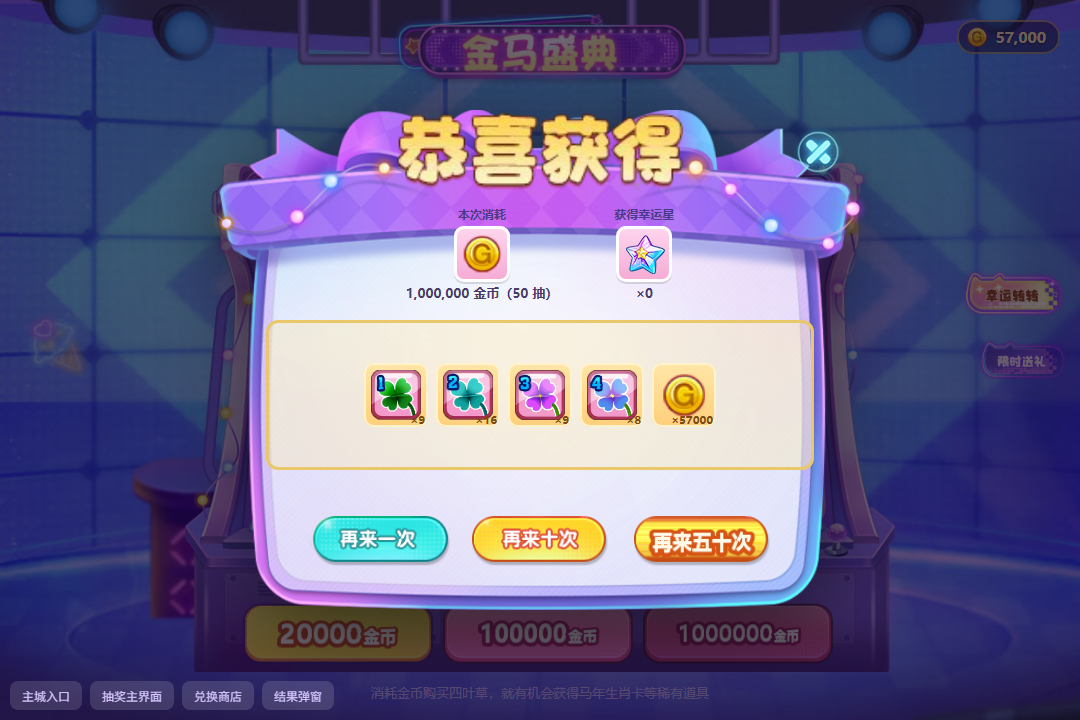 金马盛典
57,000
恭喜获得
本次消耗
获得幸运星
1,000,000 金币（50 抽）
×0
幸运转转
限时送礼
1
×9
2
×16
3
×9
4
×8
×57000
再来一次
再来十次
再来五十次
20000金币
100000金币
1000000金币
主城入口
抽奖主界面
兑换商店
结果弹窗
消耗金币购买四叶草，就有机会获得马年生肖卡等稀有道具